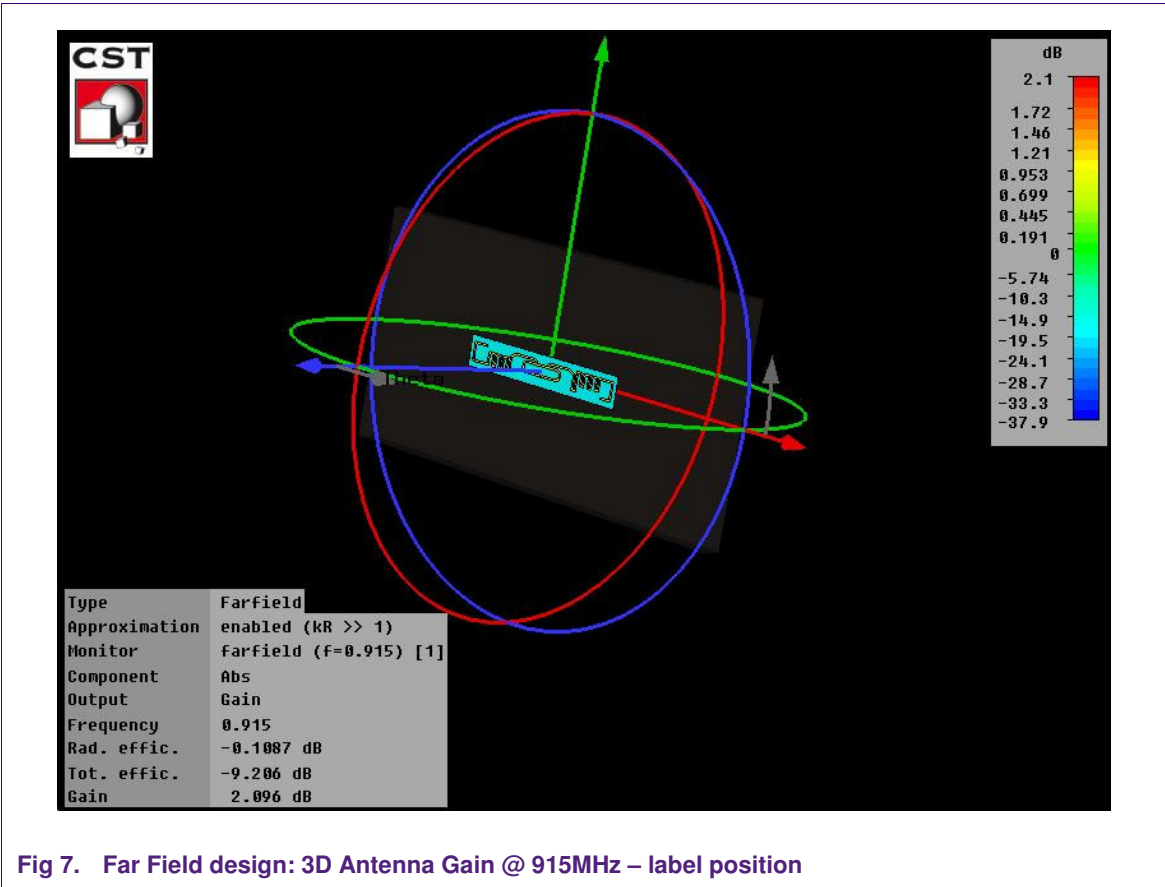 CST
dB
2.1
1.72
1.46
1.21
0.953
0.699
0.445
0.191
0
-5.74
-10.3
-14.9
-19.5
-24.1
-28.7
-33.3
-37.9
Theta
Type Farfield
Approximation enabled (kR >> 1)
Monitor farfield (f=0.915) [1]
Component Abs
Output Gain
Frequency 0.915
Rad. effic. -0.1087 dB
Tot. effic. -9.206 dB
Gain 2.096 dB
Fig 7. Far Field design: 3D Antenna Gain @ 915MHz – label position